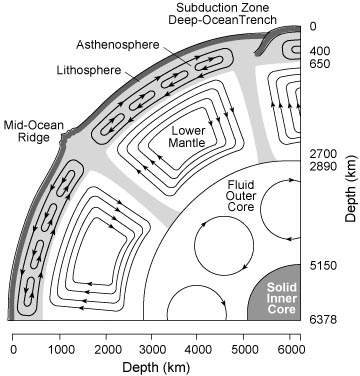 Subduction Zone
Deep-OceanTrench
Asthenosphere
Lithosphere
Mid-Ocean
Ridge
Lower
Mantle
Fluid
Outer
Core
Solid
Inner
Core
0
400
650
2700
2890
5150
6378
Depth (km)
0 1000 2000 3000 4000 5000 6000
Depth (km)